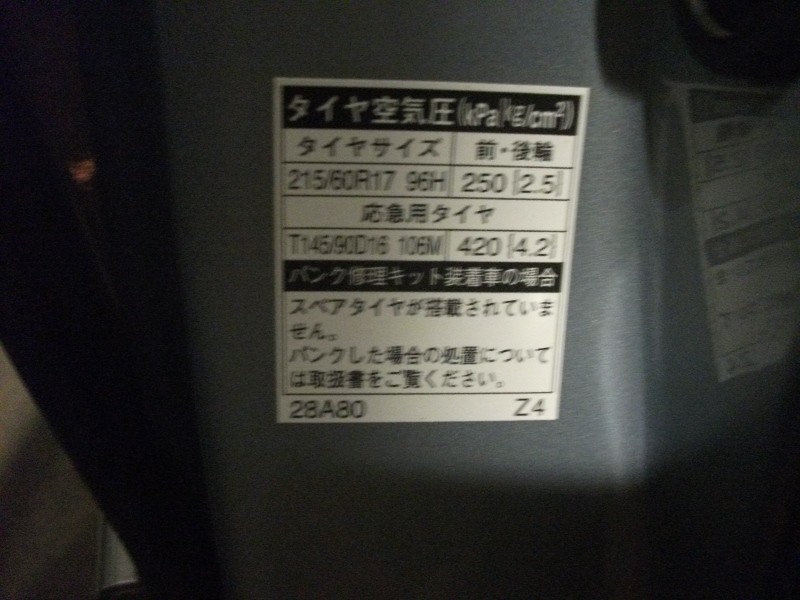 タイヤ空気圧(kPa{kg/cm²})
タイヤサイズ 前・後輪
215/60R17 96H 250{2.5}
応急用タイヤ
T145/90D16 106M 420{4.2}
パンク修理キット装着車の場合
スペアタイヤが搭載されていま
せん。
パンクした場合の処置について
は取扱書をご覧ください。
28A80 Z4